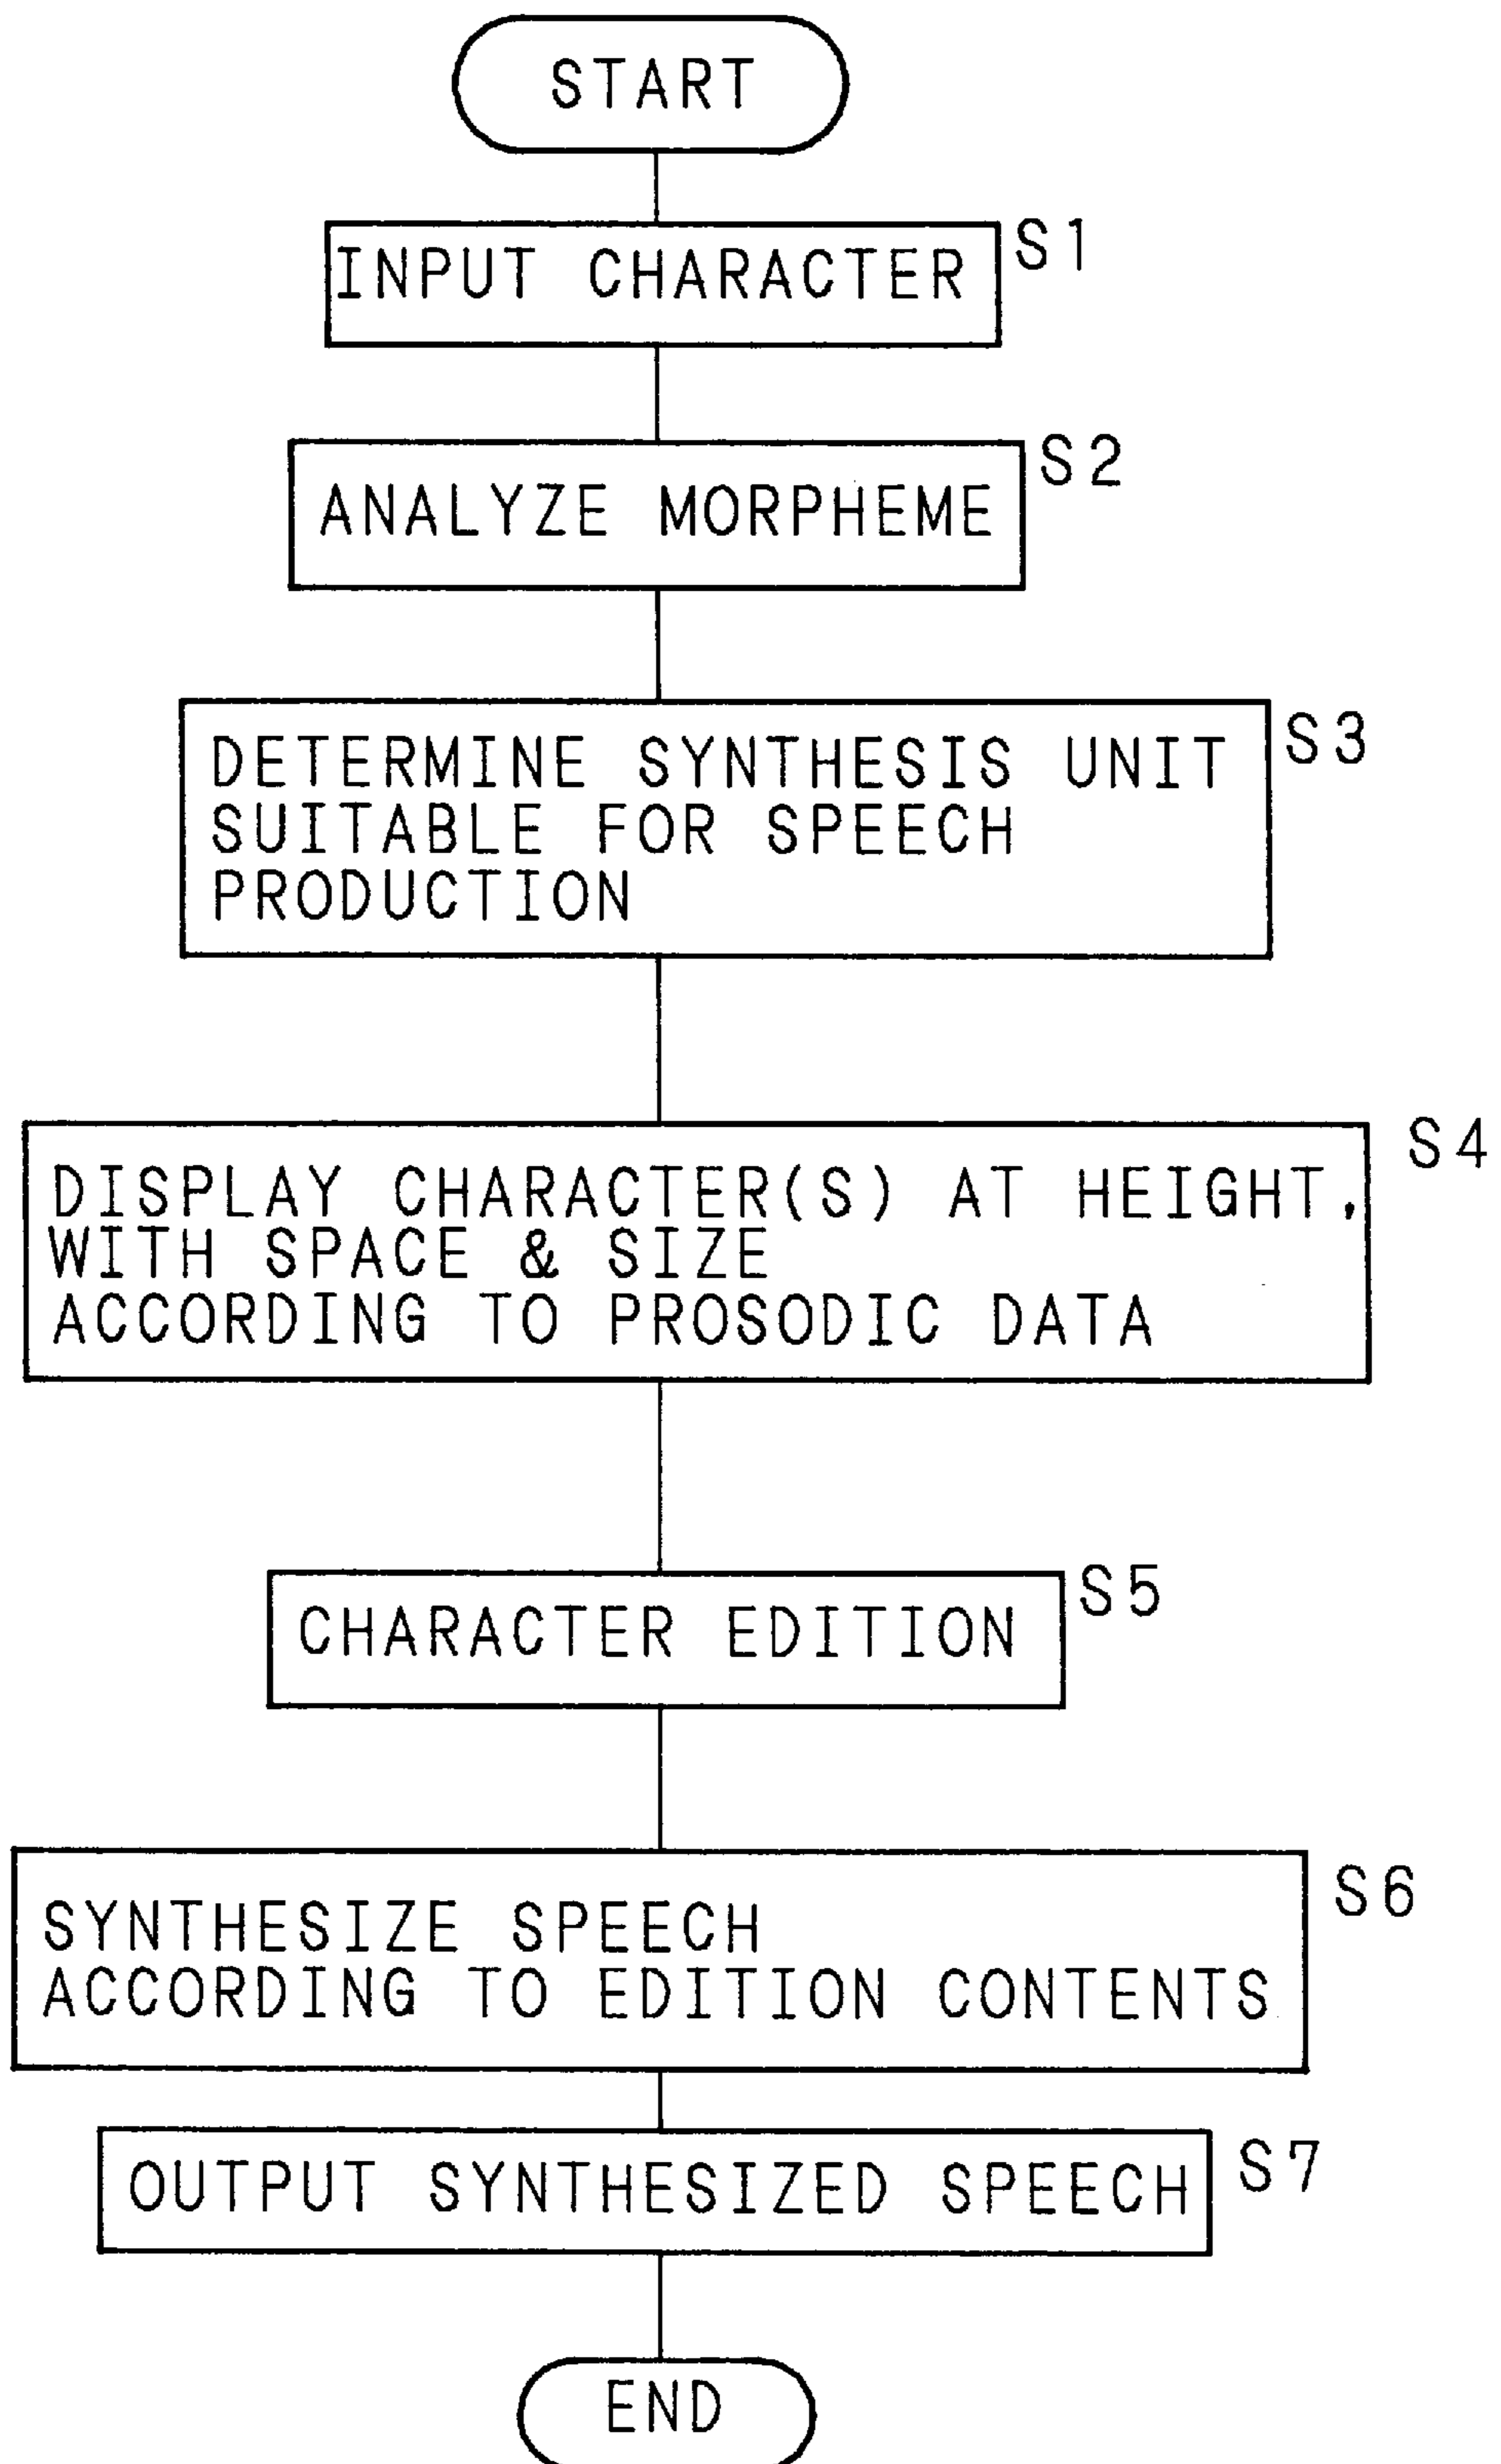 START
INPUT CHARACTER
S1
ANALYZE MORPHEME
S2
DETERMINE SYNTHESIS UNIT
SUITABLE FOR SPEECH
PRODUCTION
S3
DISPLAY CHARACTER(S) AT HEIGHT,
WITH SPACE & SIZE
ACCORDING TO PROSODIC DATA
S4
CHARACTER EDITION
S5
SYNTHESIZE SPEECH
ACCORDING TO EDITION CONTENTS
S6
OUTPUT SYNTHESIZED SPEECH
S7
END